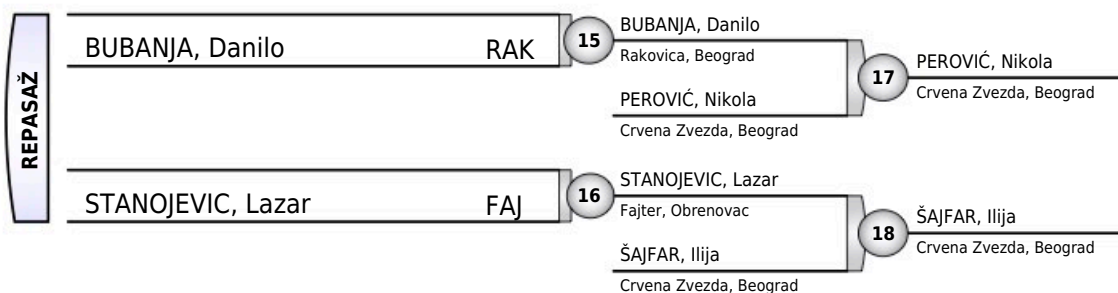 REPASAŽ
BUBANJA, Danilo RAK
15
BUBANJA, Danilo
Rakovica, Beograd
PEROVIĆ, Nikola
Crvena Zvezda, Beograd
17
PEROVIĆ, Nikola
Crvena Zvezda, Beograd
STANOJEVIC, Lazar FAJ
16
STANOJEVIC, Lazar
Fajter, Obrenovac
ŠAJFAR, Ilija
Crvena Zvezda, Beograd
18
ŠAJFAR, Ilija
Crvena Zvezda, Beograd